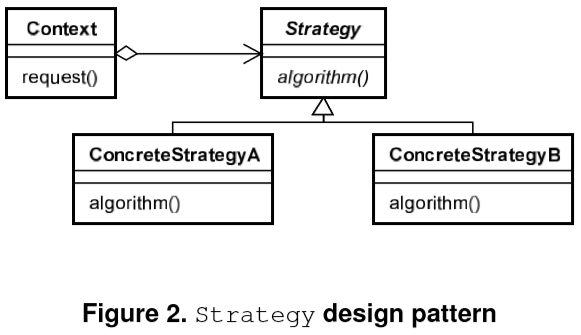 Context
request()
Strategy
algorithm()
ConcreteStrategyA
algorithm()
ConcreteStrategyB
algorithm()
Figure 2. Strategy design pattern